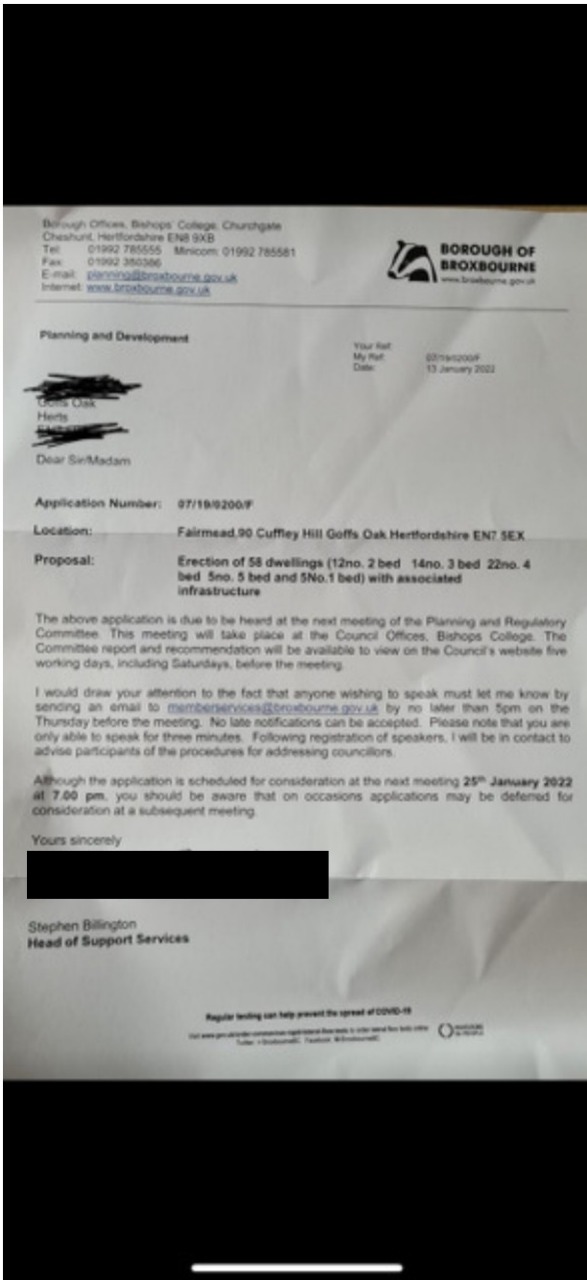 Borough Offices, Bishops' College, Churchgate
Cheshunt, Hertfordshire EN8 9XB
Tel: 01992 785555 Minicom: 01992 785581
Fax: 01992 350386
E-mail: planning@broxbourne.gov.uk
Internet: www.broxbourne.gov.uk
BOROUGH OF
BROXBOURNE
www.broxbourne.gov.uk
Planning and Development
Your Ref:
My Ref: 07/19/0200/F
Date: 13 January 2022
Goffs Oak
Herts
Dear Sir/Madam
Application Number: 07/19/0200/F
Location: Fairmead,90 Cuffley Hill Goffs Oak Hertfordshire EN7 5EX
Proposal: Erection of 58 dwellings (12no. 2 bed 14no. 3 bed 22no. 4
bed 5no. 5 bed and 5No.1 bed) with associated
infrastructure
The above application is due to be heard at the next meeting of the Planning and Regulatory
Committee. This meeting will take place at the Council Offices, Bishops College. The
Committee report and recommendation will be available to view on the Council's website five
working days, including Saturdays, before the meeting.
I would draw your attention to the fact that anyone wishing to speak must let me know by
sending an email to memberservices@broxbourne.gov.uk by no later than 5pm on the
Thursday before the meeting. No late notifications can be accepted. Please note that you are
only able to speak for three minutes. Following registration of speakers, I will be in contact to
advise participants of the procedures for addressing councillors.
Although the application is scheduled for consideration at the next meeting 25th January 2022
at 7.00 pm, you should be aware that on occasions applications may be deferred for
consideration at a subsequent meeting.
Yours sincerely
Stephen Billington
Head of Support Services
Regular testing can help prevent the spread of COVID-19